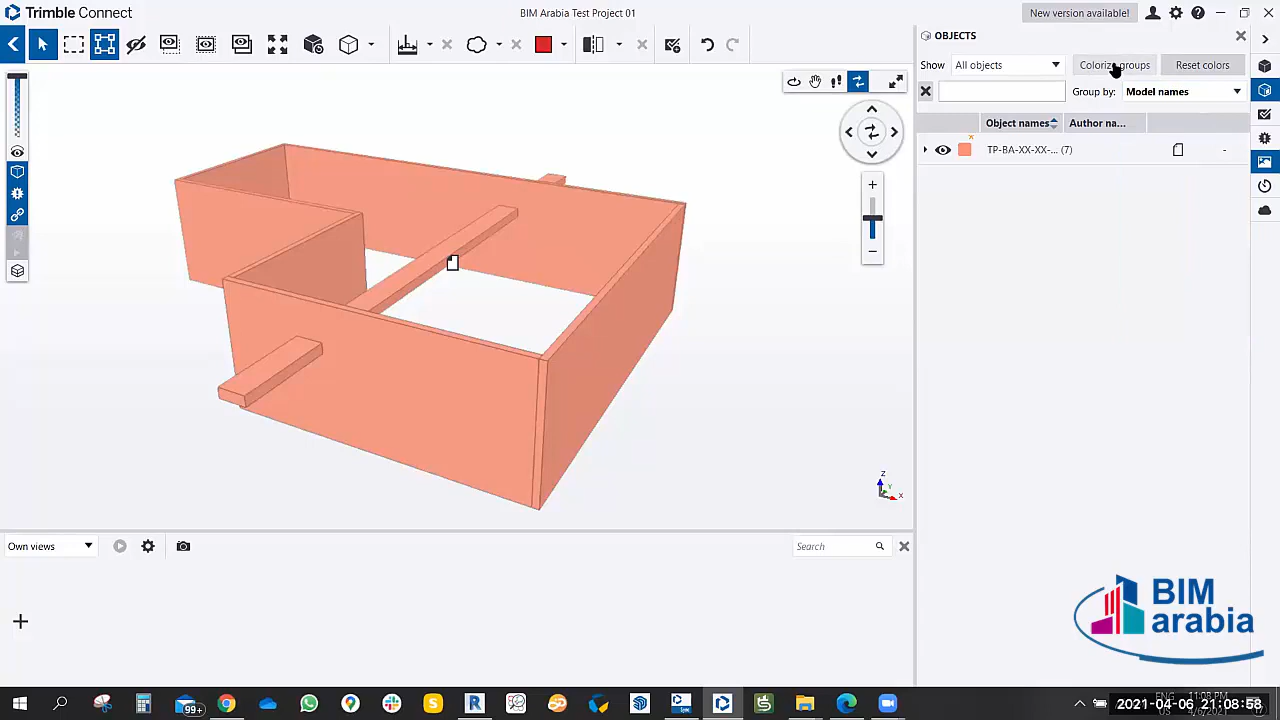 Trimble Connect
BIM Arabia Test Project 01
New version available!
OBJECTS
Show All objects
Colorize groups
Reset colors
Group by: Model names
Object names
Author na...
TP-BA-XX-XX-... (7)
-
Z
Y
X
Own views
Search
BIM
arabia
99+
2021-04-06 21:08:58